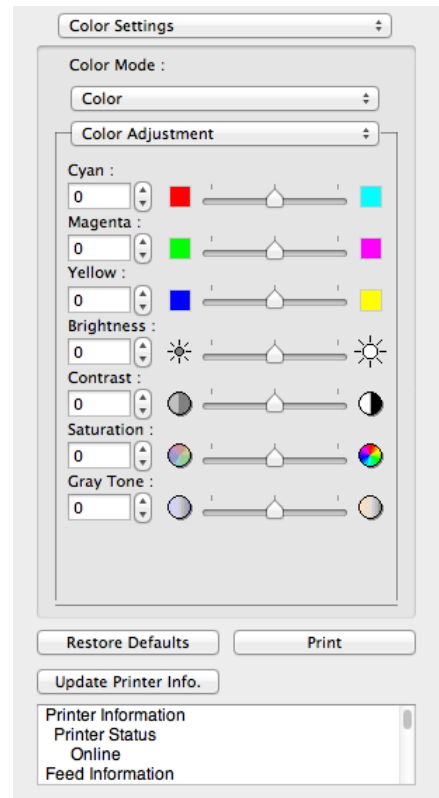 Color Settings
Color Mode :
Color
Color Adjustment
Cyan :
0
Magenta :
0
Yellow :
0
Brightness :
0
Contrast :
0
Saturation :
0
Gray Tone :
0
Restore Defaults Print
Update Printer Info.
Printer Information
Printer Status
Online
Feed Information